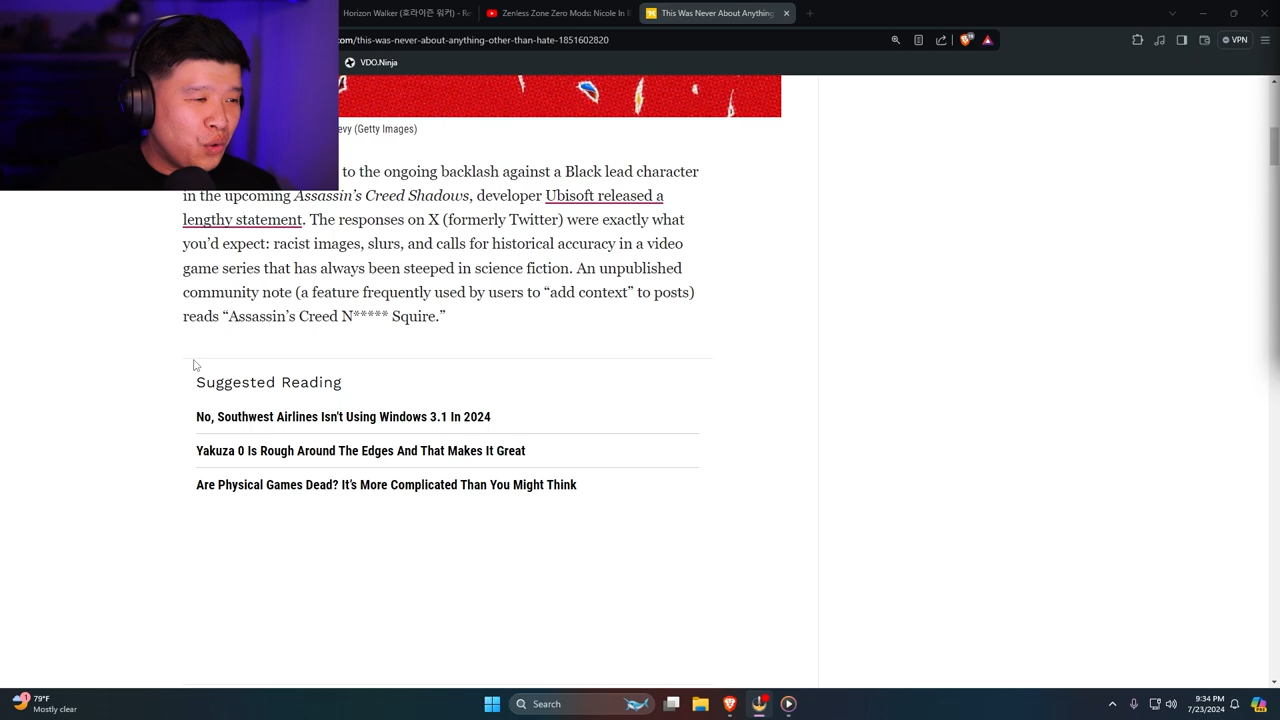 Horizon Walker (호라이즌 워커) - Re
Zenless Zone Zero Mods: Nicole In B
This Was Never About Anything
com/this-was-never-about-anything-other-than-hate-1851602820
VPN
VDO.Ninja
evy (Getty Images)
to the ongoing backlash against a Black lead character
in the upcoming Assassin's Creed Shadows, developer Ubisoft released a
lengthy statement. The responses on X (formerly Twitter) were exactly what
you'd expect: racist images, slurs, and calls for historical accuracy in a video
game series that has always been steeped in science fiction. An unpublished
community note (a feature frequently used by users to “add context” to posts)
reads “Assassin's Creed N***** Squire.”
Suggested Reading
No, Southwest Airlines Isn't Using Windows 3.1 In 2024
Yakuza 0 Is Rough Around The Edges And That Makes It Great
Are Physical Games Dead? It's More Complicated Than You Might Think
79°F
Mostly clear
Search
9:34 PM
7/23/2024